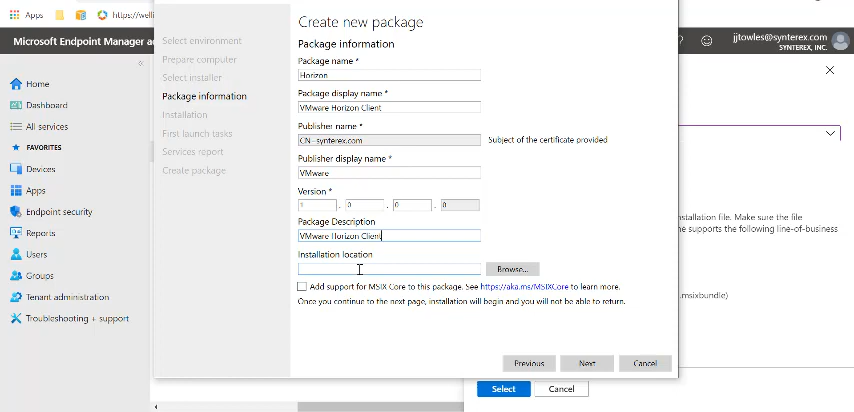 Apps
https://welli
Microsoft Endpoint Manager a
jjtowles@synterex.com
SYNTEREX, INC.
Home
Dashboard
All services
FAVORITES
Devices
Apps
Endpoint security
Reports
Users
Groups
Tenant administration
Troubleshooting + support
Select environment
Prepare computer
Select installer
Package information
Installation
First launch tasks
Services report
Create package
Create new package
Package information
Package name *
Horizon
Package display name *
VMware Horizon Client
Publisher name *
CN=synterex.com
Subject of the certificate provided
Publisher display name *
VMware
Version *
1 . 0 . 0 . 0
Package Description
VMware Horizon Client
Installation location
Browse...
Add support for MSIX Core to this package. See https://aka.ms/MSIXCore to learn more.
Once you continue to the next page, installation will begin and you will not be able to return.
Previous
Next
Cancel
nstallation file. Make sure the file
he supports the following line-of-business
.msixbundle)
Select
Cancel